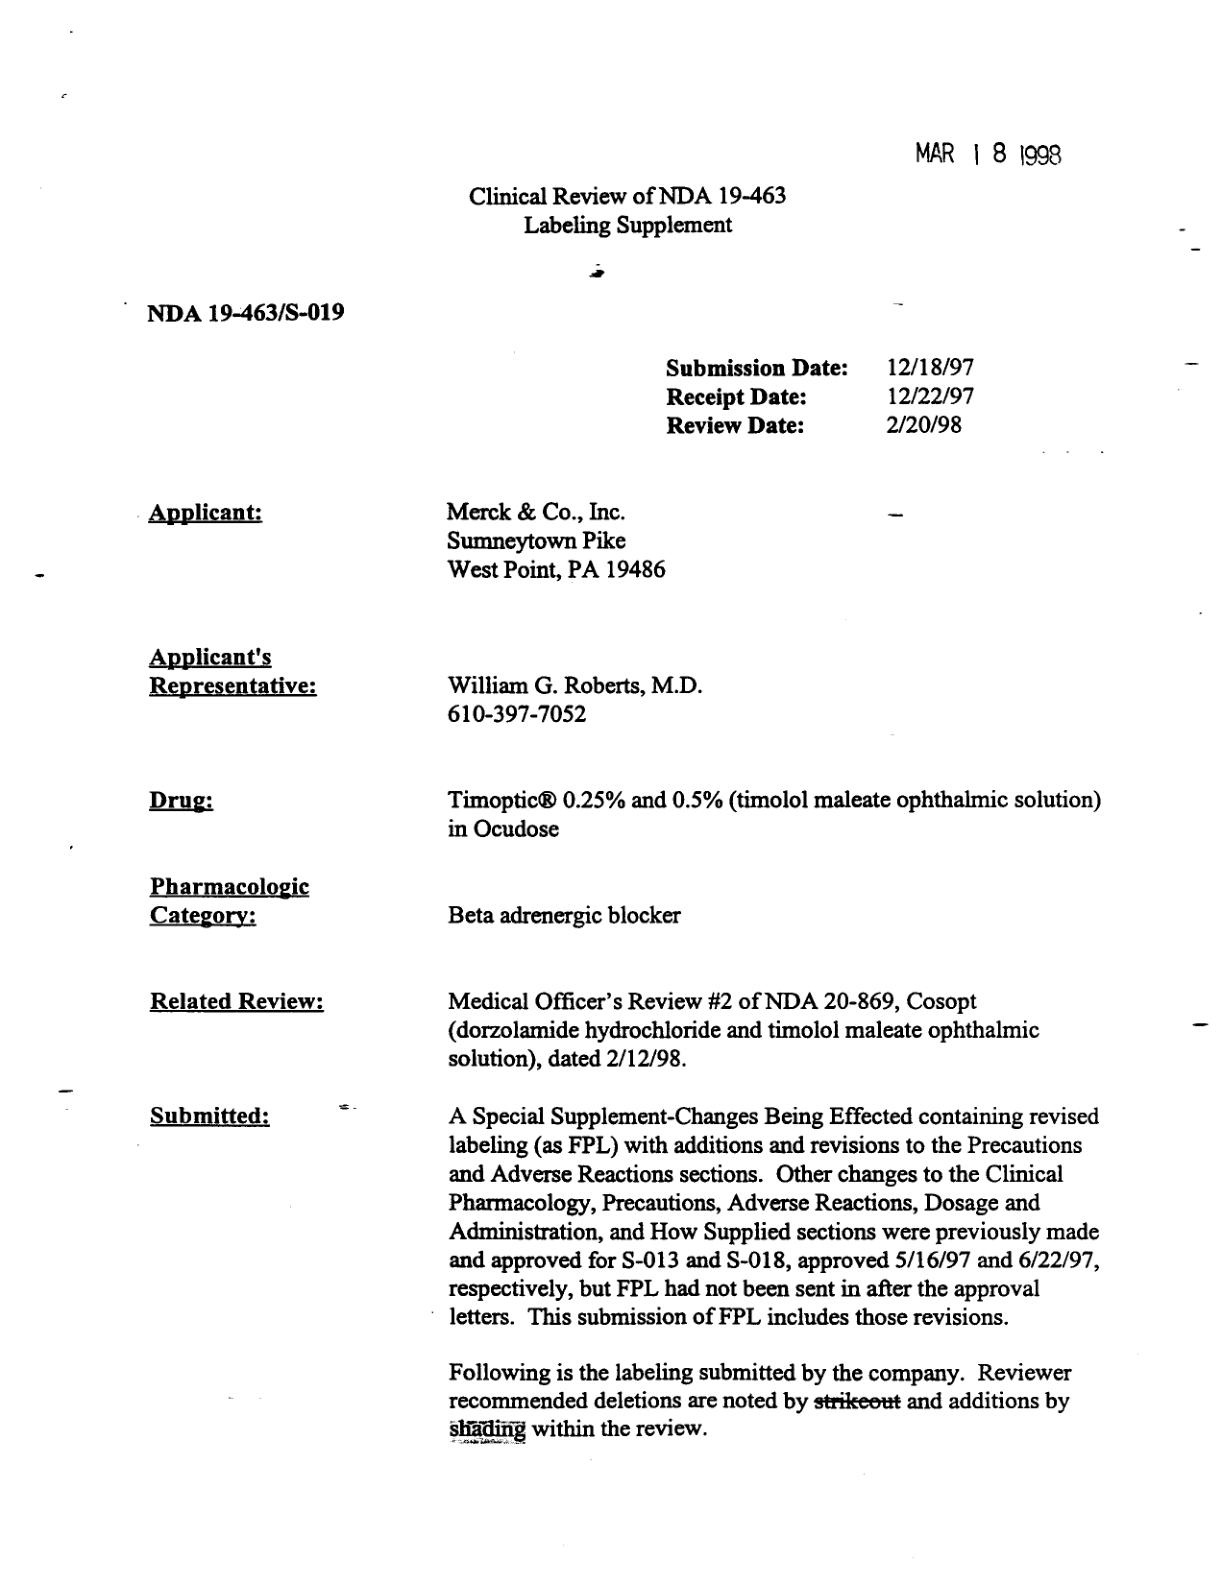 MAR 18 1998
Clinical Review of NDA 19-463
Labeling Supplement
NDA 19-463/S-019
Submission Date: 12/18/97
Receipt Date: 12/22/97
Review Date: 2/20/98
Applicant: Merck & Co., Inc.
Sumneytown Pike
West Point, PA 19486
Applicant's
Representative: William G. Roberts, M.D.
610-397-7052
Drug: Timoptic® 0.25% and 0.5% (timolol maleate ophthalmic solution)
in Ocudose
Pharmacologic
Category: Beta adrenergic blocker
Related Review: Medical Officer's Review #2 of NDA 20-869, Cosopt
(dorzolamide hydrochloride and timolol maleate ophthalmic
solution), dated 2/12/98.
Submitted: A Special Supplement-Changes Being Effected containing revised
labeling (as FPL) with additions and revisions to the Precautions
and Adverse Reactions sections. Other changes to the Clinical
Pharmacology, Precautions, Adverse Reactions, Dosage and
Administration, and How Supplied sections were previously made
and approved for S-013 and S-018, approved 5/16/97 and 6/22/97,
respectively, but FPL had not been sent in after the approval
letters. This submission of FPL includes those revisions.
Following is the labeling submitted by the company. Reviewer
recommended deletions are noted by strikeout and additions by
shading within the review.